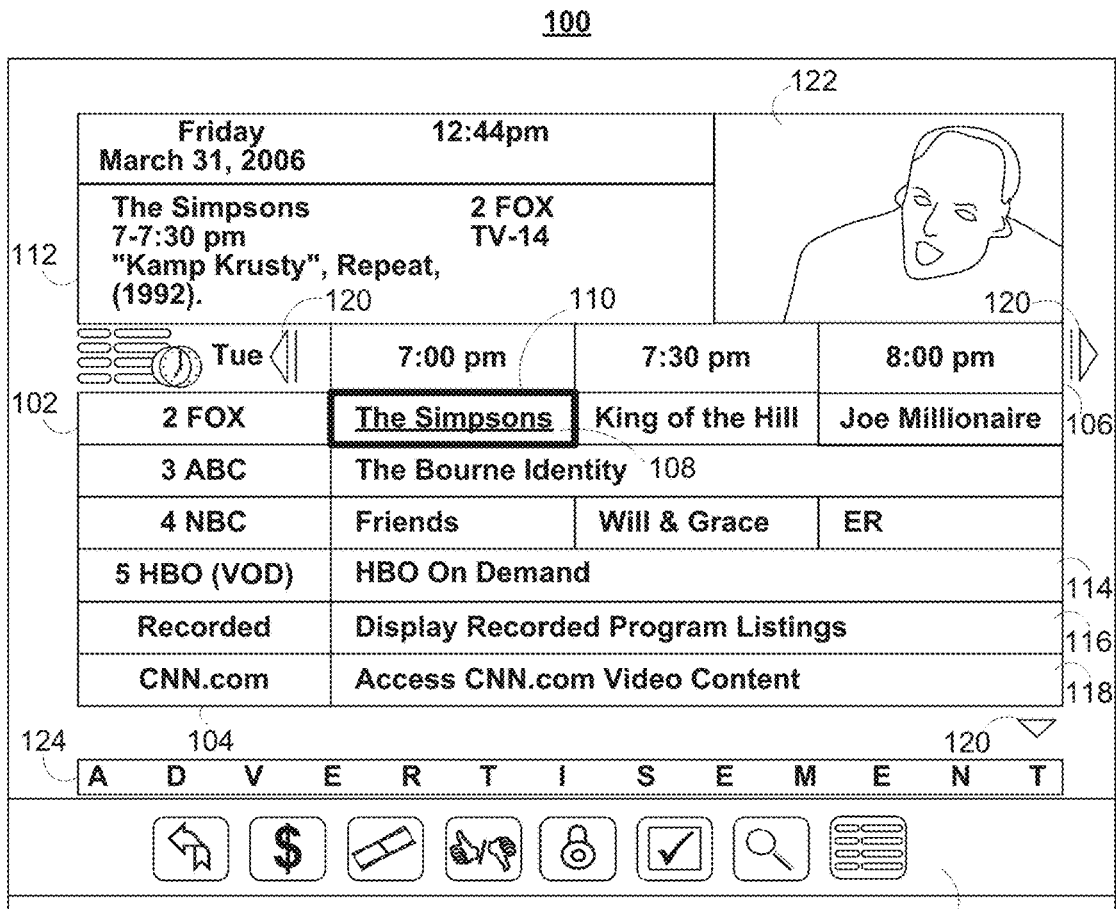 100
122
Friday 12:44pm
March 31, 2006
The Simpsons 2 FOX
7-7:30 pm TV-14
"Kamp Krusty", Repeat,
(1992).
112
120 110 120
Tue 7:00 pm 7:30 pm 8:00 pm
102
2 FOX The Simpsons King of the Hill Joe Millionaire
106
3 ABC The Bourne Identity
108
4 NBC Friends Will & Grace ER
5 HBO (VOD) HBO On Demand
114
Recorded Display Recorded Program Listings
116
CNN.com Access CNN.com Video Content
118
124 104 120
A D V E R T I S E M E N T
$